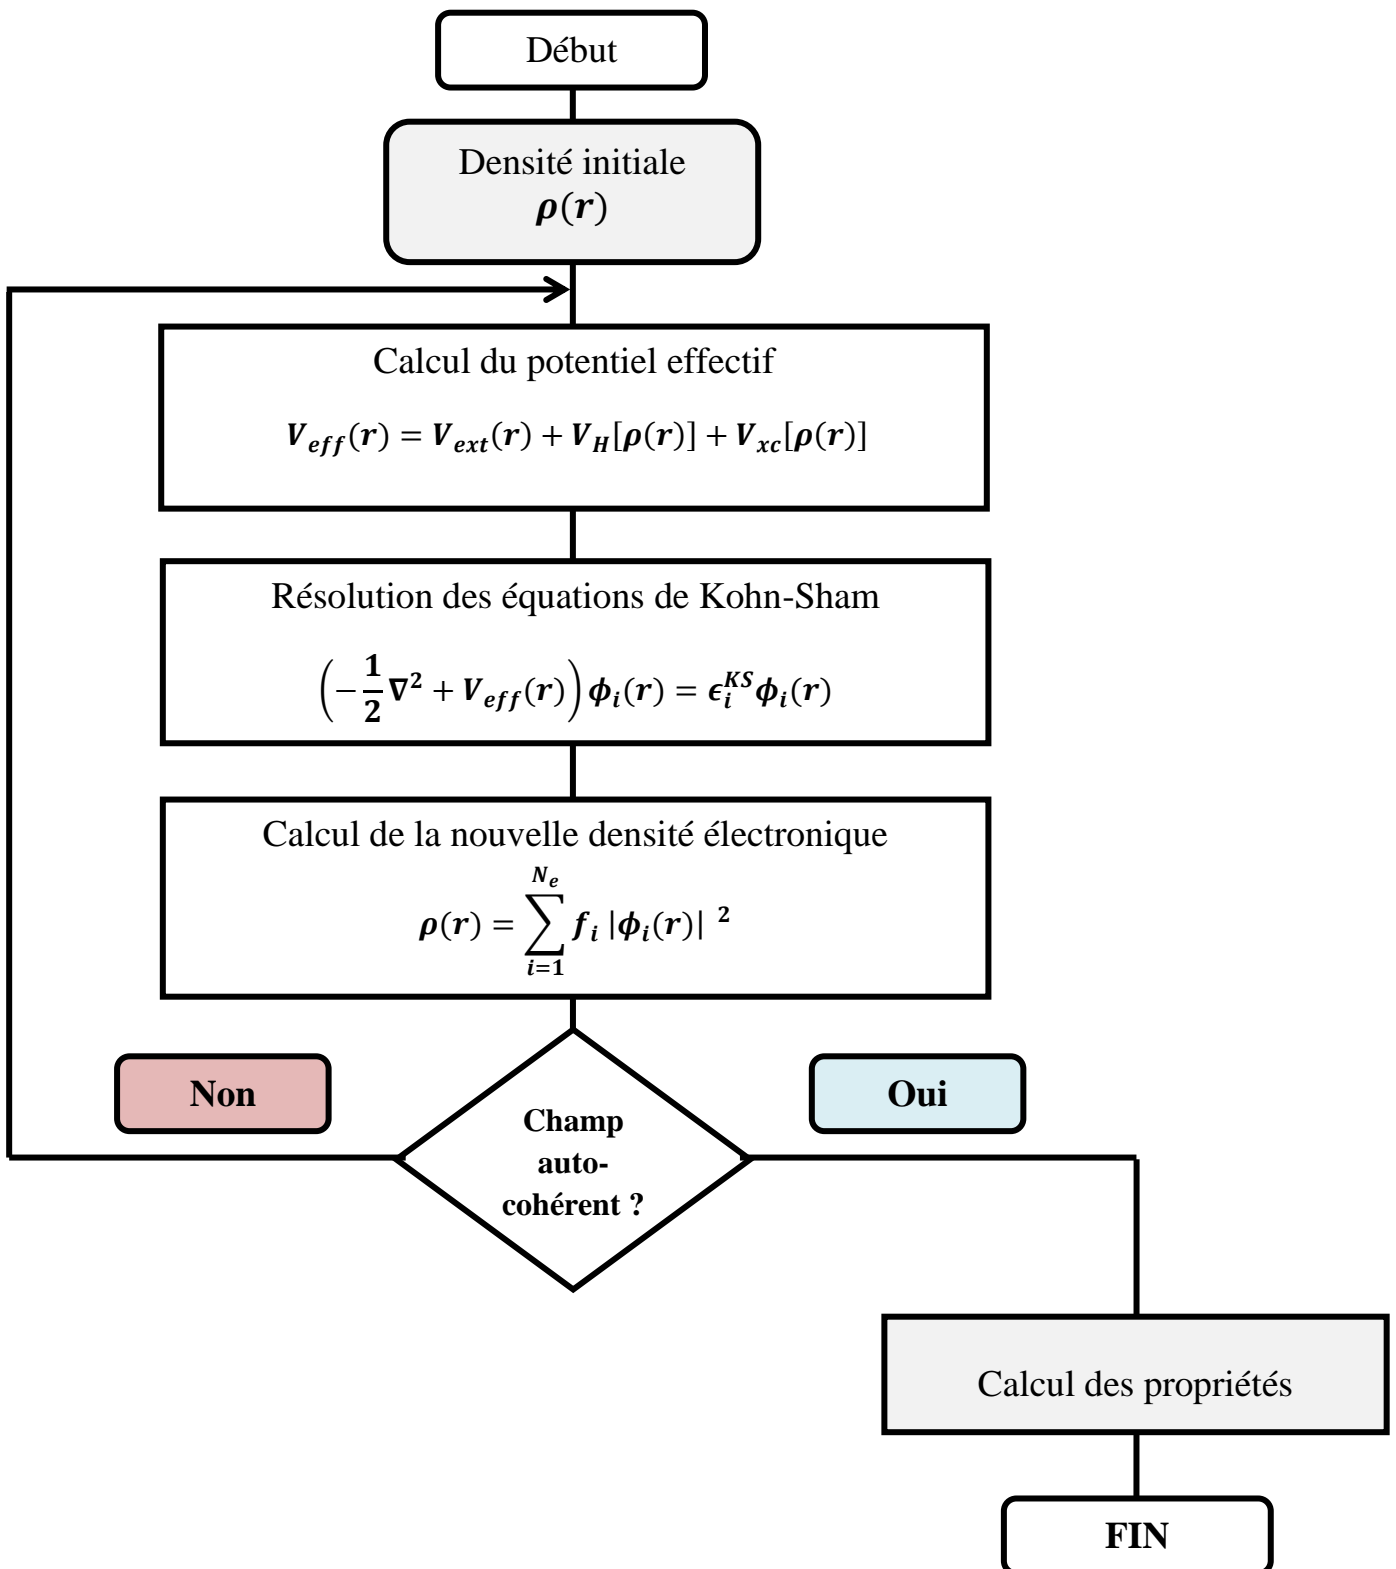 Début
Densité initiale
ρ(r)
Calcul du potentiel effectif
V_eff(r) = V_ext(r) + V_H[ρ(r)] + V_xc[ρ(r)]
Résolution des équations de Kohn-Sham
(−1/2 ∇² + V_eff(r)) ϕ_i(r) = ϵ_i^KS ϕ_i(r)
Calcul de la nouvelle densité électronique
ρ(r) = ∑_{i=1}^{N_e} f_i |ϕ_i(r)| ²
Non
Oui
Champ
auto-
cohérent ?
Calcul des propriétés
FIN